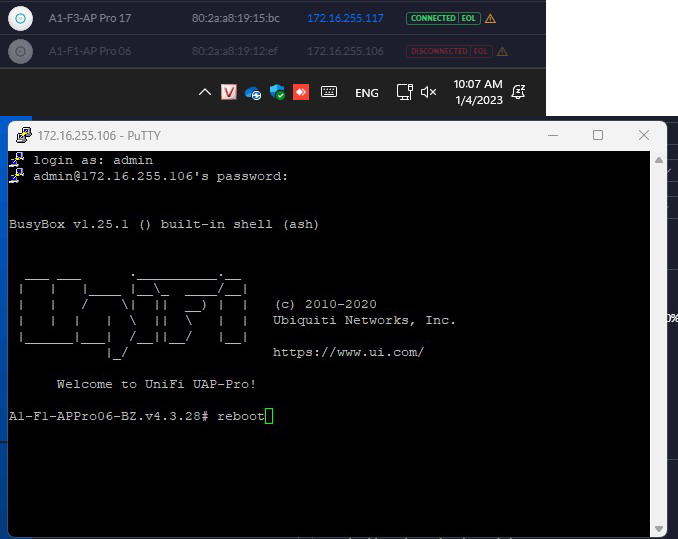 A1-F3-AP Pro 17 80:2a:a8:19:15:bc 172.16.255.117 CONNECTED EOL
A1-F1-AP Pro 06 80:2a:a8:19:12:ef 172.16.255.106 DISCONNECTED EOL
ENG
10:07 AM
1/4/2023
172.16.255.106 - PuTTY
login as: admin
admin@172.16.255.106's password:
BusyBox v1.25.1 () built-in shell (ash)
UniFi
(c) 2010-2020
Ubiquiti Networks, Inc.
https://www.ui.com/
Welcome to UniFi UAP-Pro!
A1-F1-APPro06-BZ.v4.3.28# reboot